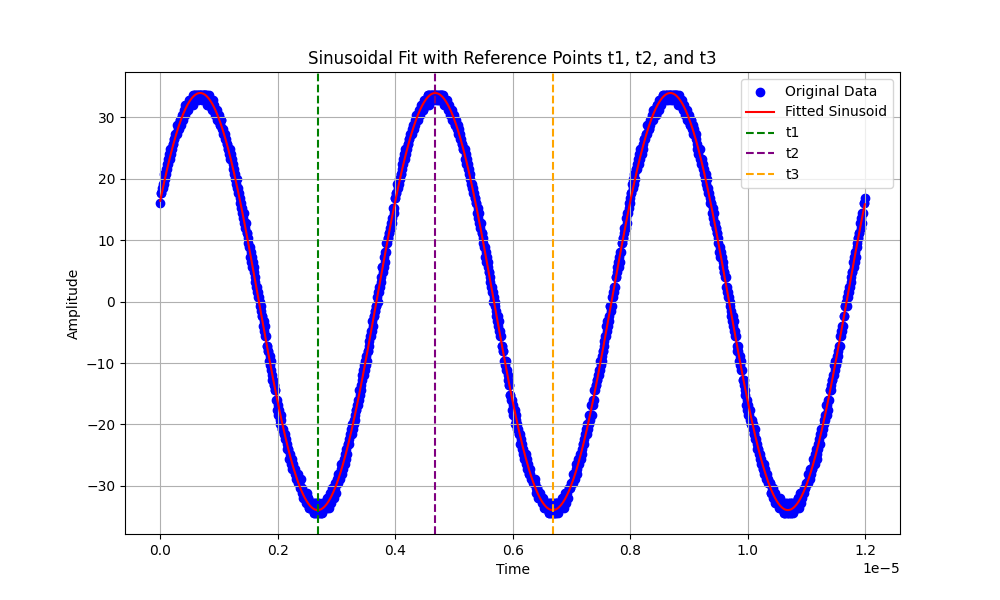 Sinusoidal Fit with Reference Points t1, t2, and t3
Original Data
Fitted Sinusoid
t1
t2
t3
30
20
10
0
−10
−20
−30
Amplitude
0.0 0.2 0.4 0.6 0.8 1.0 1.2
1e−5
Time